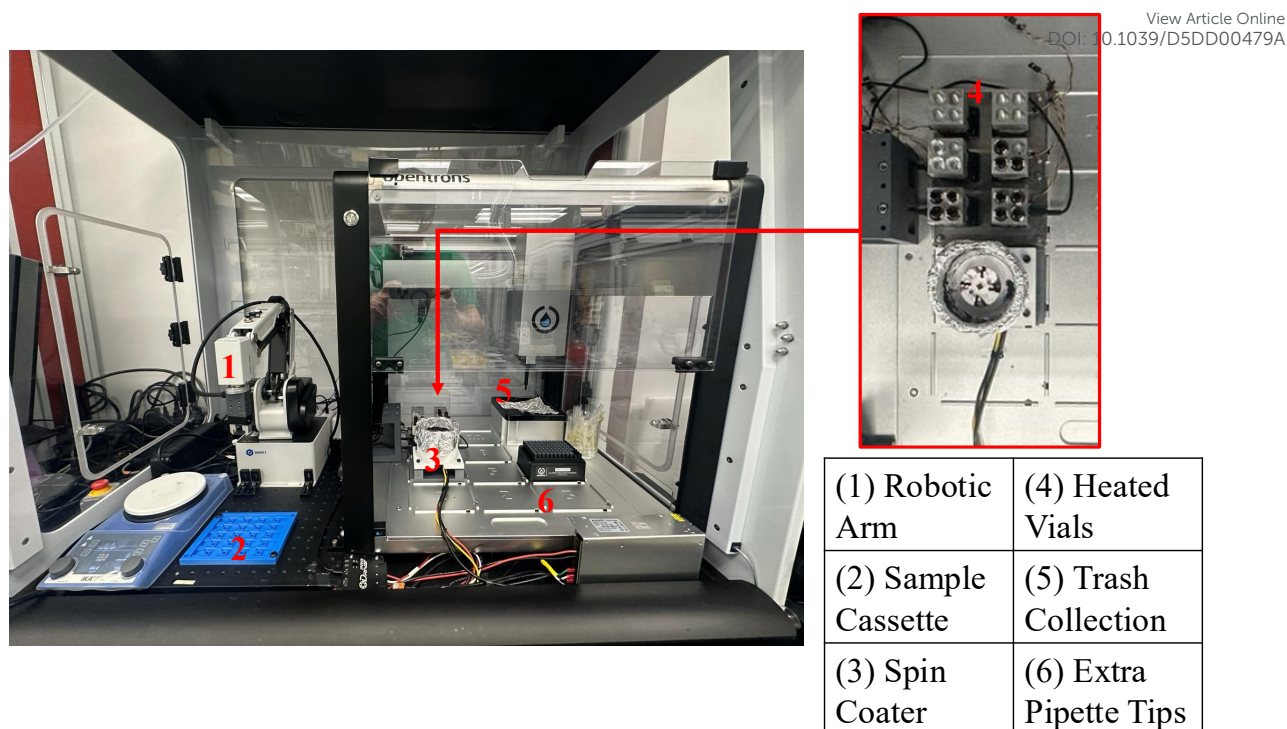 View Article Online
DOI: 10.1039/D5DD00479A
opentrons
4
1
5
3
6
2
IKA
(1) Robotic
Arm
(4) Heated
Vials
(2) Sample
Cassette
(5) Trash
Collection
(3) Spin
Coater
(6) Extra
Pipette Tips